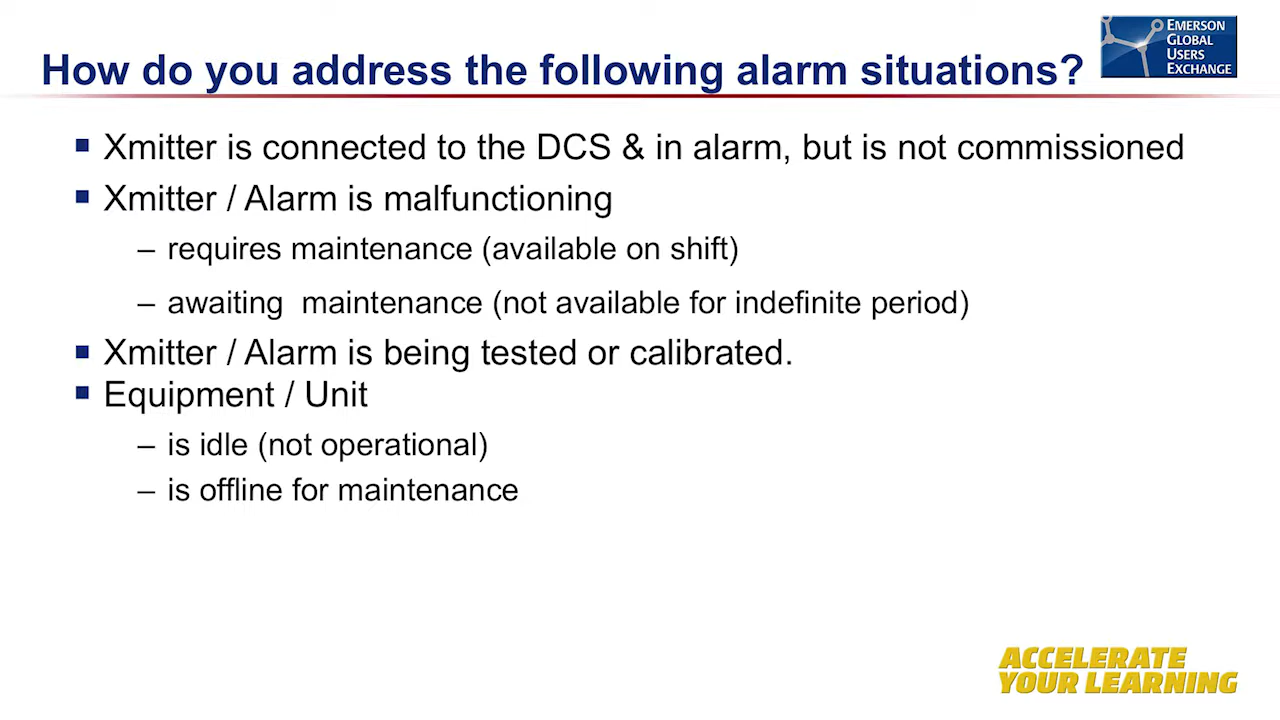 How do you address the following alarm situations?
EMERSON
GLOBAL
USERS
EXCHANGE
▪ Xmitter is connected to the DCS & in alarm, but is not commissioned
▪ Xmitter / Alarm is malfunctioning
– requires maintenance (available on shift)
– awaiting  maintenance (not available for indefinite period)
▪ Xmitter / Alarm is being tested or calibrated.
▪ Equipment / Unit
– is idle (not operational)
– is offline for maintenance
ACCELERATE
YOUR LEARNING